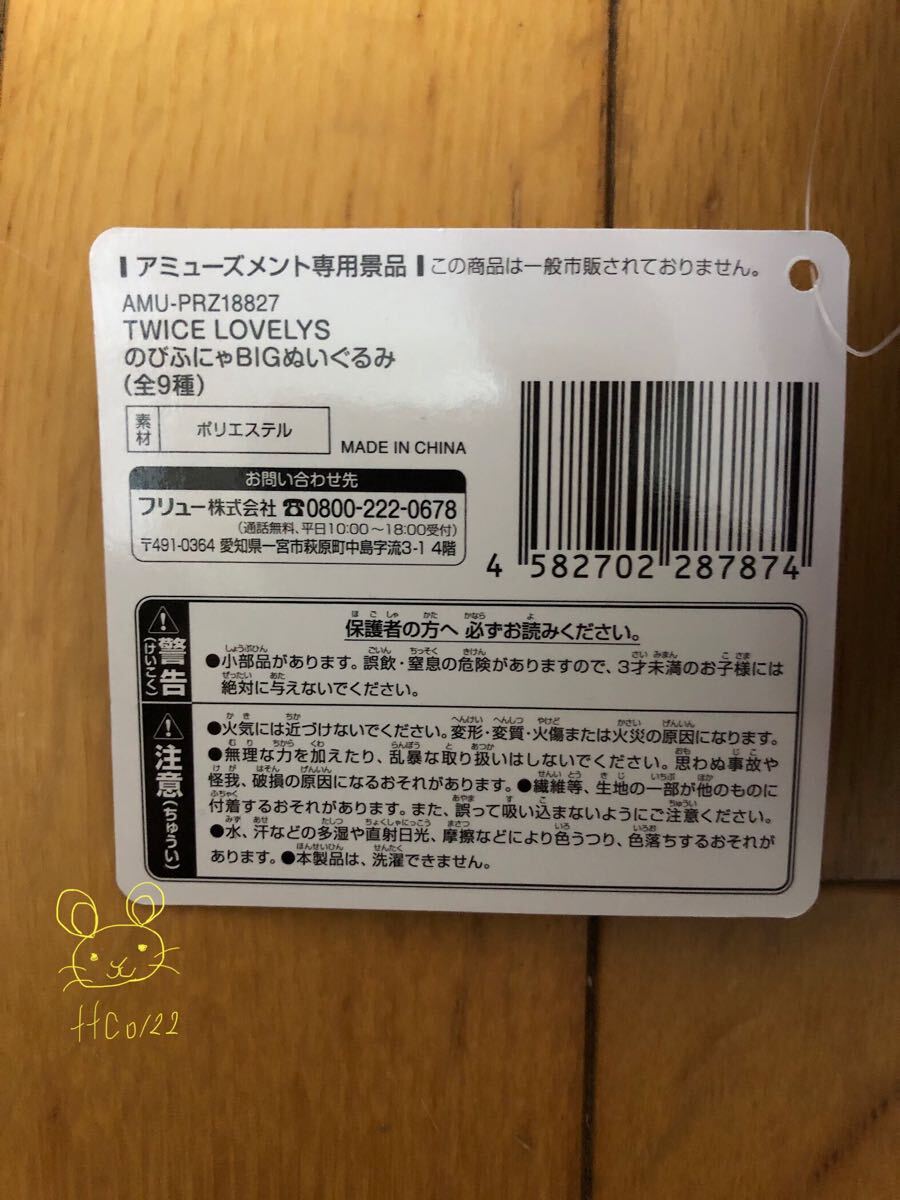 アミューズメント専用景品 この商品は一般市販されておりません。
AMU-PRZ18827
TWICE LOVELYS
のびふにゃBIGぬいぐるみ
(全9種)
素材 ポリエステル
MADE IN CHINA
お問い合わせ先
フリュー株式会社 ☎0800-222-0678
(通話無料、平日10:00~18:00受付)
〒491-0364 愛知県一宮市萩原町中島字流3-1 4階
4 582702 287874
警告(けいこく)
保護者の方へ 必ずお読みください。
●小部品があります。誤飲・窒息の危険がありますので、3才未満のお子様には
絶対に与えないでください。
注意(ちゅうい)
●火気には近づけないでください。変形・変質・火傷または火災の原因になります。
●無理な力を加えたり、乱暴な取り扱いはしないでください。思わぬ事故や
怪我、破損の原因になるおそれがあります。●繊維等、生地の一部が他のものに
付着するおそれがあります。また、誤って吸い込まないようにご注意ください。
●水、汗などの多湿や直射日光、摩擦などにより色うつり、色落ちするおそれが
あります。●本製品は、洗濯できません。
HC0122